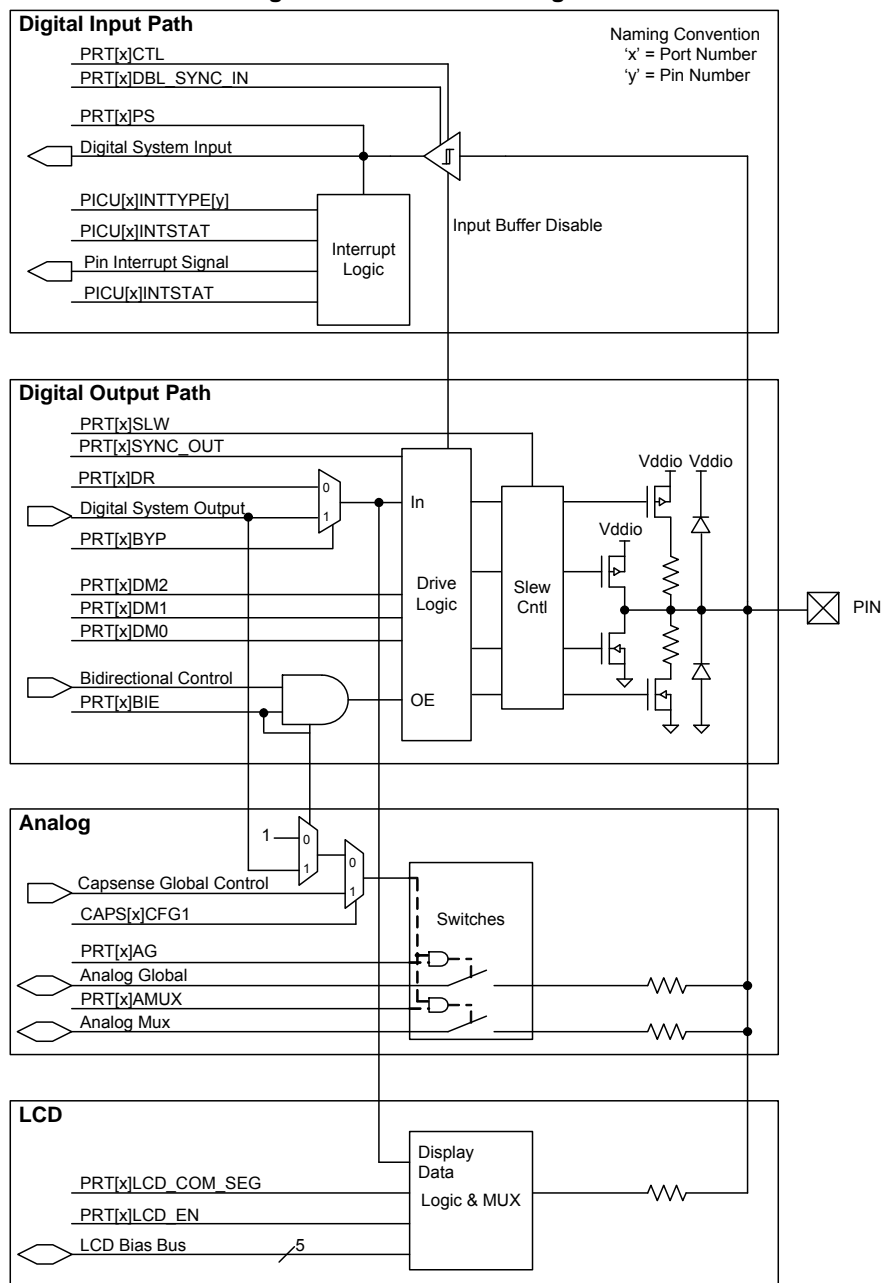 Digital Input Path
Naming Convention
‘x’ = Port Number
‘y’ = Pin Number
PRT[x]CTL
PRT[x]DBL_SYNC_IN
PRT[x]PS
Digital System Input
PICU[x]INTTYPE[y]
PICU[x]INTSTAT
Pin Interrupt Signal
PICU[x]INTSTAT
Interrupt
Logic
Input Buffer Disable
Digital Output Path
PRT[x]SLW
PRT[x]SYNC_OUT
PRT[x]DR
Digital System Output
PRT[x]BYP
0
1
In
Vddio Vddio
Vddio
PRT[x]DM2
PRT[x]DM1
PRT[x]DM0
Drive
Logic
Slew
Cntl
PIN
Bidirectional Control
PRT[x]BIE
OE
Analog
1
0
1
0
1
Capsense Global Control
CAPS[x]CFG1
Switches
PRT[x]AG
Analog Global
PRT[x]AMUX
Analog Mux
LCD
Display
Data
Logic & MUX
PRT[x]LCD_COM_SEG
PRT[x]LCD_EN
LCD Bias Bus
5